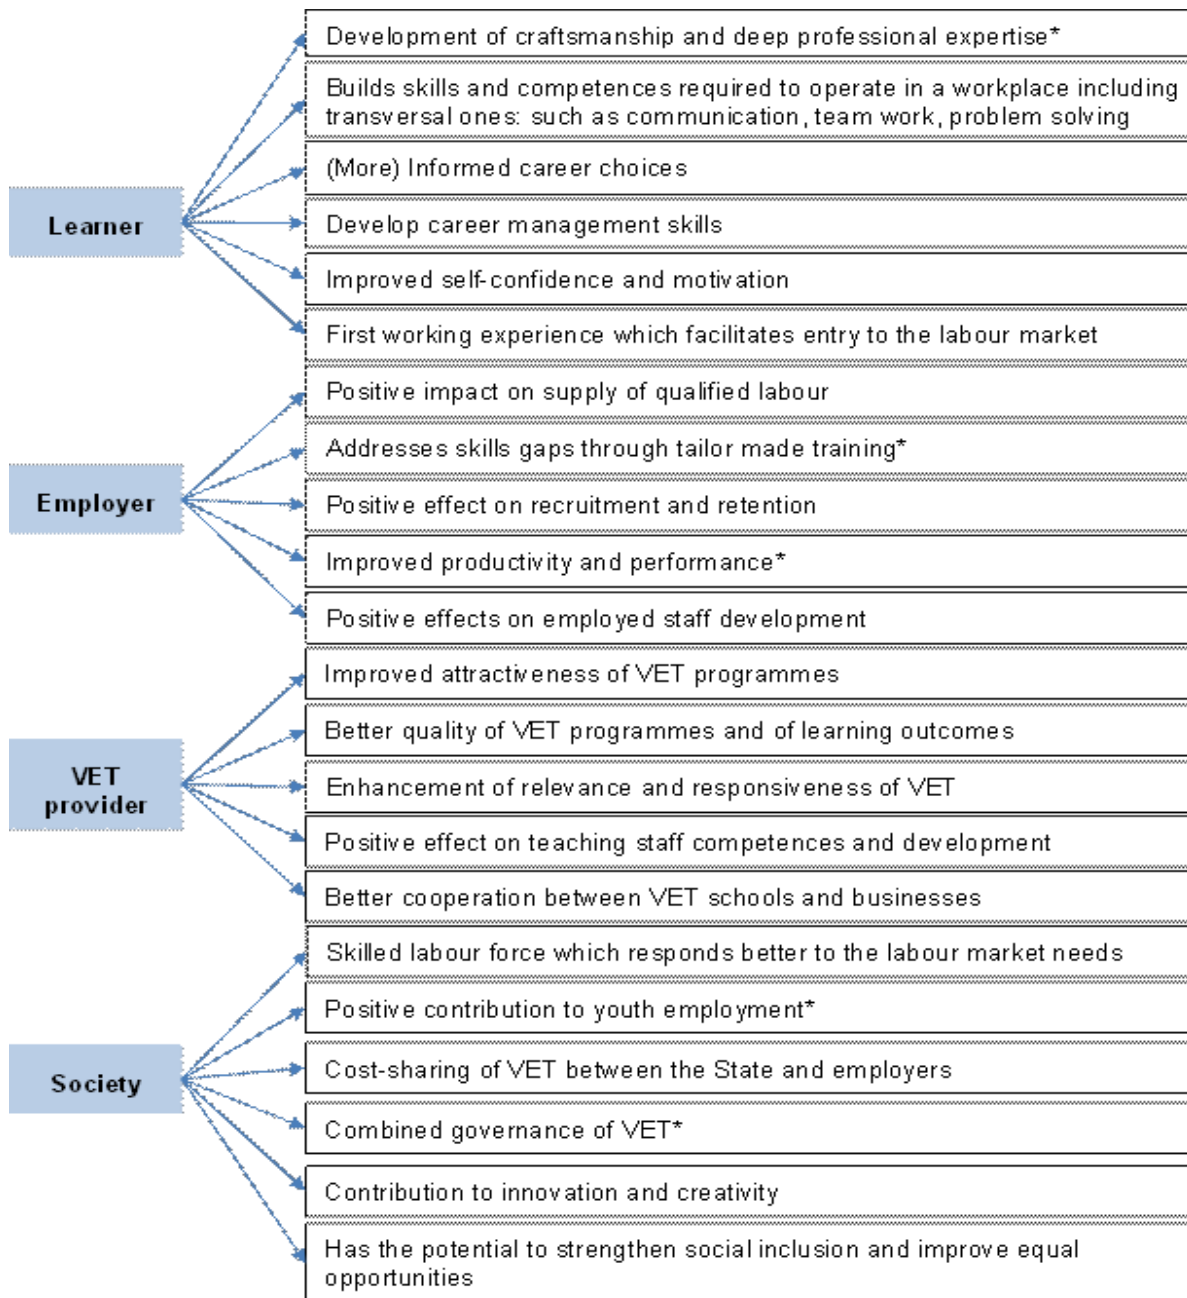 Learner
Development of craftsmanship and deep professional expertise*
Builds skills and competences required to operate in a workplace including
transversal ones: such as communication, team work, problem solving
(More) Informed career choices
Develop career management skills
Improved self-confidence and motivation
First working experience which facilitates entry to the labour market
Employer
Positive impact on supply of qualified labour
Addresses skills gaps through tailor made training*
Positive effect on recruitment and retention
Improved productivity and performance*
Positive effects on employed staff development
VET
provider
Improved attractiveness of VET programmes
Better quality of VET programmes and of learning outcomes
Enhancement of relevance and responsiveness of VET
Positive effect on teaching staff competences and development
Better cooperation between VET schools and businesses
Society
Skilled labour force which responds better to the labour market needs
Positive contribution to youth employment*
Cost-sharing of VET between the State and employers
Combined governance of VET*
Contribution to innovation and creativity
Has the potential to strengthen social inclusion and improve equal
opportunities